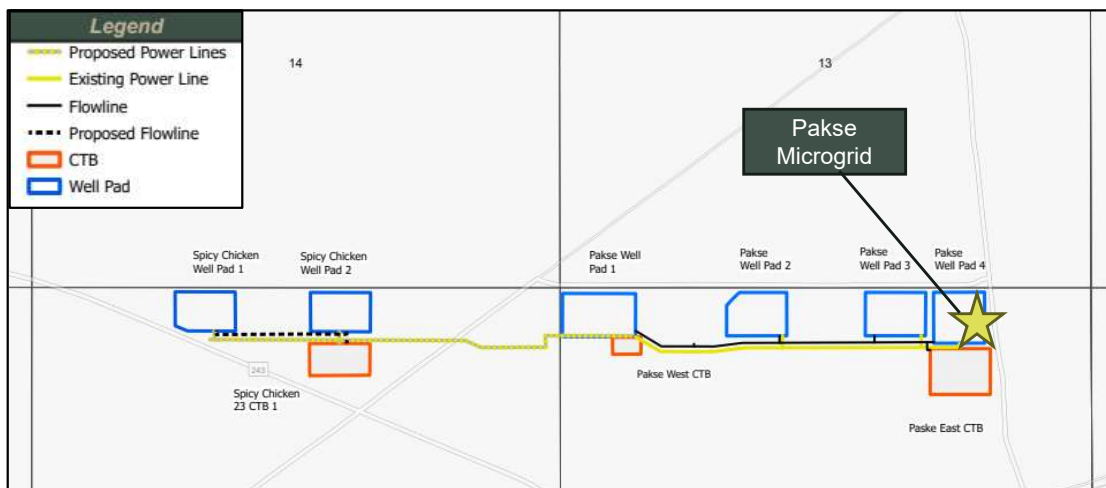 Legend
Proposed Power Lines
Existing Power Line
Flowline
Proposed Flowline
CTB
Well Pad
14
13
Pakse
Microgrid
Spicy Chicken
Well Pad 1
Spicy Chicken
Well Pad 2
Pakse Well
Pad 1
Pakse
Well Pad 2
Pakse
Well Pad 3
Pakse
Well Pad 4
243
Spicy Chicken
23 CTB 1
Pakse West CTB
Paske East CTB